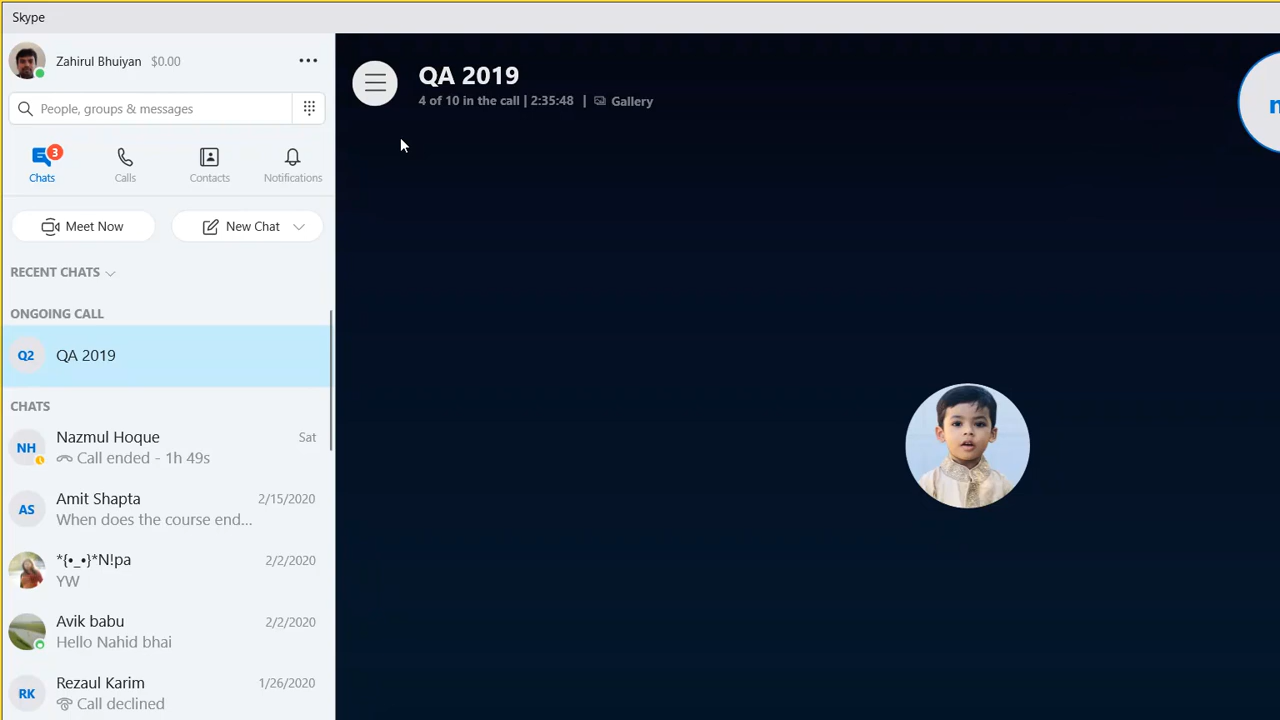 Skype
Zahirul Bhuiyan $0.00
People, groups & messages
3
Chats Calls Contacts Notifications
Meet Now New Chat
RECENT CHATS
ONGOING CALL
Q2 QA 2019
CHATS
NH Nazmul Hoque Sat
Call ended - 1h 49s
AS Amit Shapta 2/15/2020
When does the course end...
*{•_•}*N!pa 2/2/2020
YW
Avik babu 2/2/2020
Hello Nahid bhai
RK Rezaul Karim 1/26/2020
Call declined
QA 2019
4 of 10 in the call | 2:35:48 | Gallery